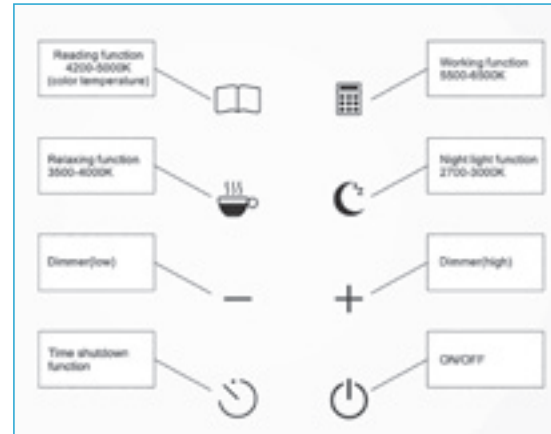 Reading function
4200-5000K
(color temperature)
Working function
5500-6500K
Relaxing function
3500-4000K
Night light function
2700-3000K
Dimmer(low)
Dimmer(high)
Time shutdown
function
ON/OFF